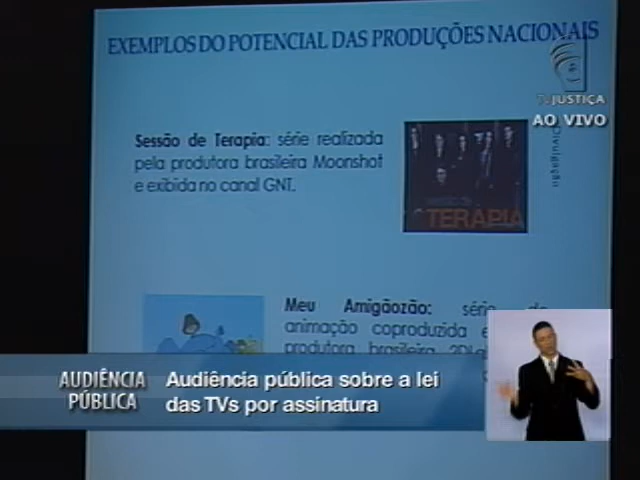 EXEMPLOS DO POTENCIAL DAS PRODUÇÕES NACIONAIS
TV JUSTIÇA
AO VIVO
Sessão de Terapia: série realizada
pela produtora brasileira Moonshot
e exibida no canal GNT.
Divulgação
TERAPIA
Meu Amigãozão: série de
animação coproduzida
produtora brasileira
AUDIÊNCIA
PÚBLICA
Audiência pública sobre a lei
das TVs por assinatura